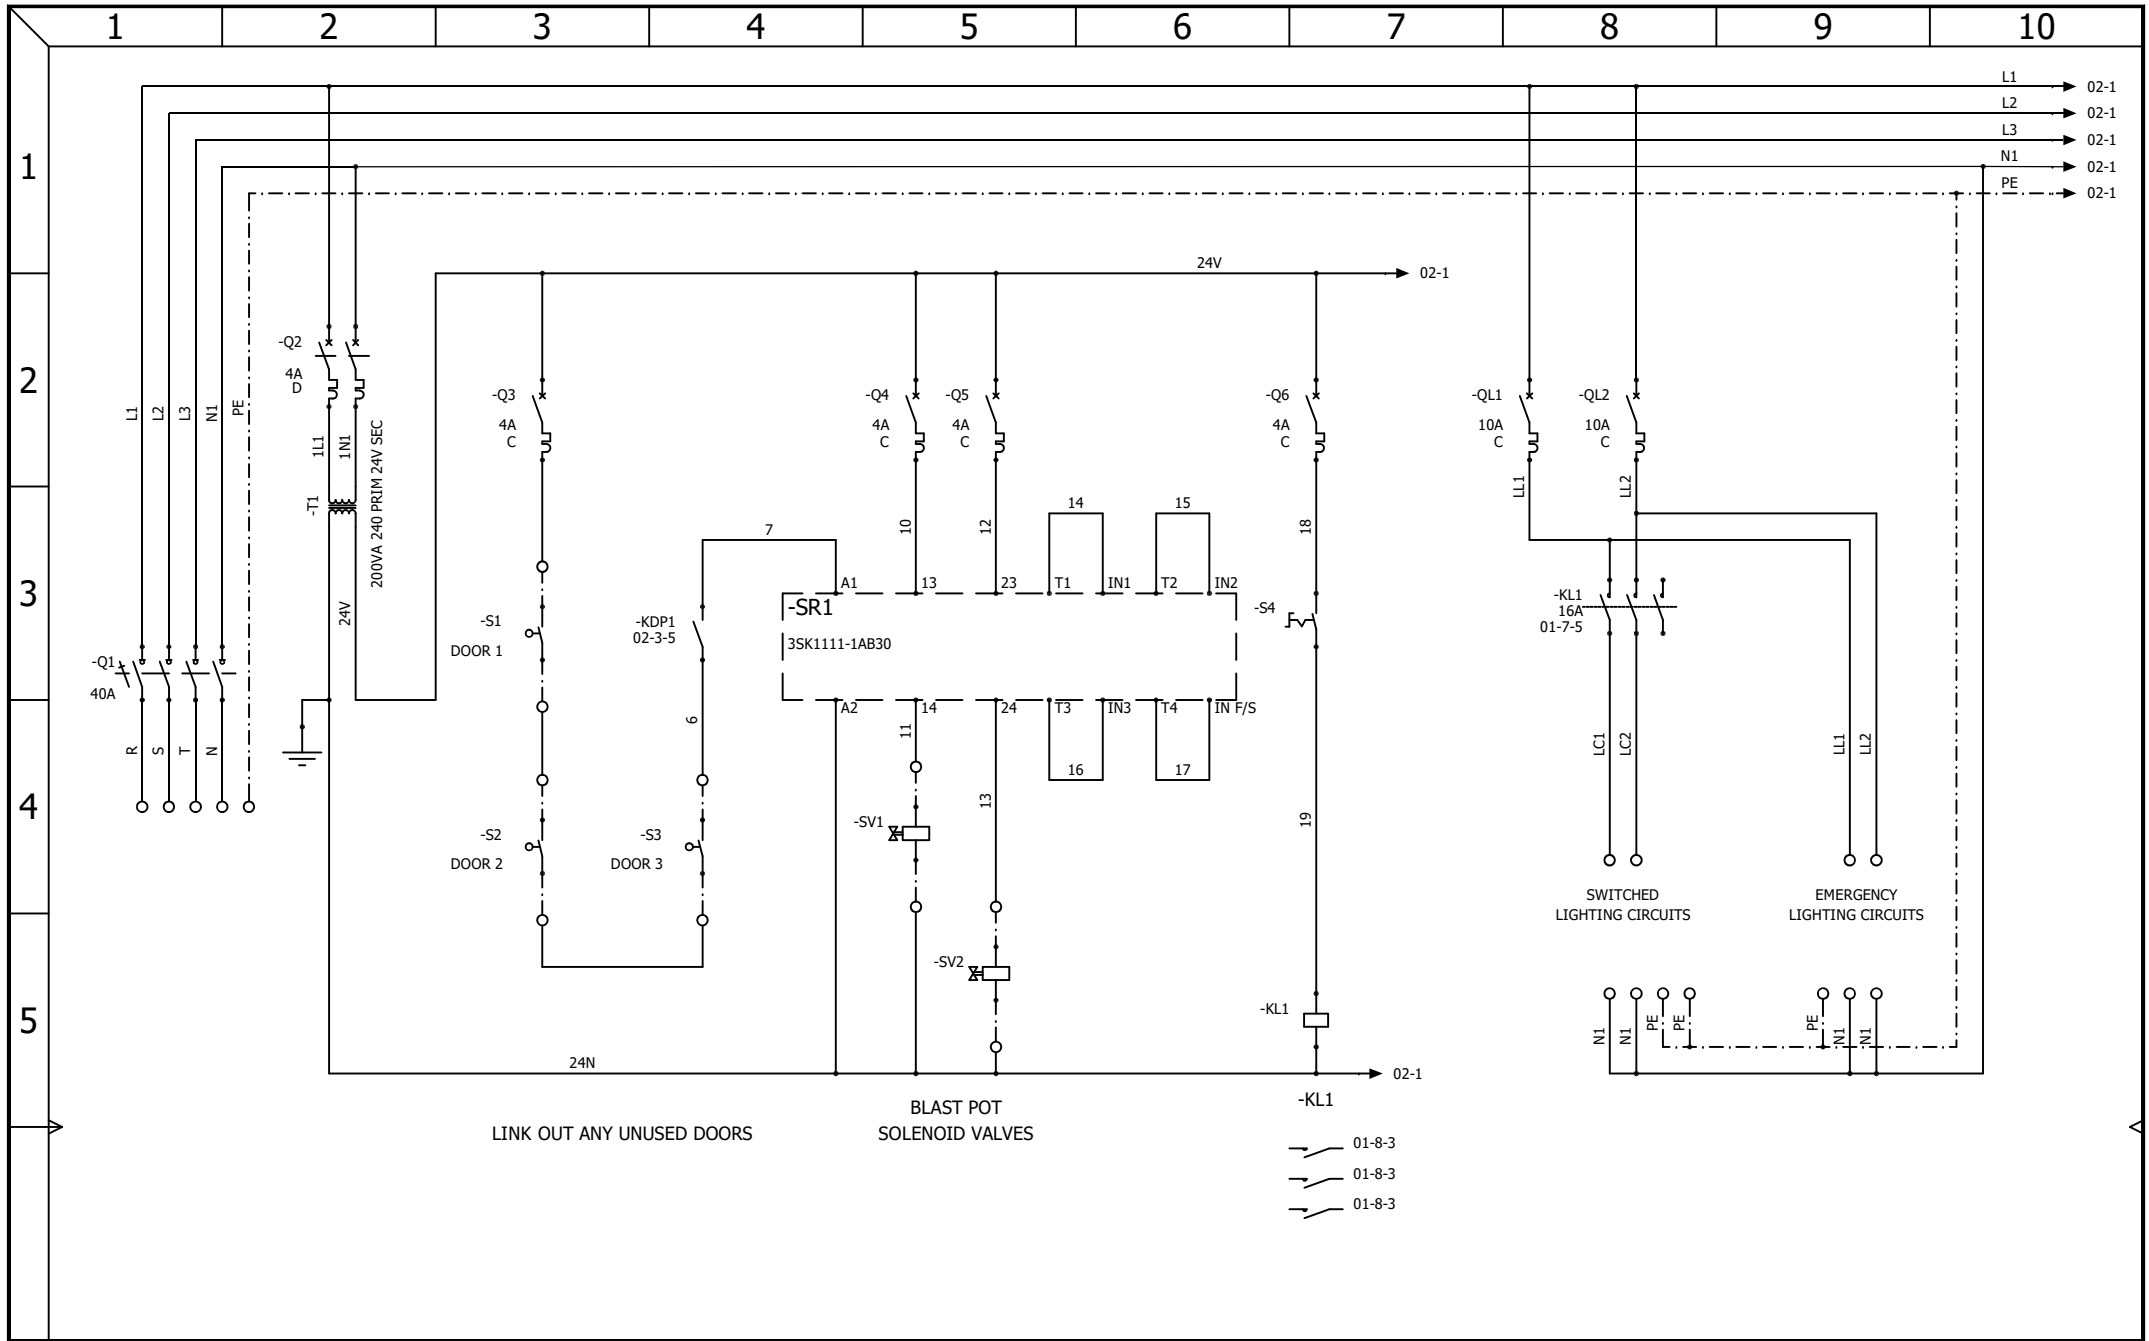 1 2 3 4 5 6 7 8 9 10
L1 02-1
L2 02-1
L3 02-1
1
N1 02-1
PE 02-1
24V 02-1
2
-Q2
4A
D
-Q3
4A
C
-Q4
4A
C
-Q5
4A
C
-Q6
4A
C
-QL1
10A
C
-QL2
10A
C
L1
L2
L3
N1
PE
1L1
1N1
200VA 240 PRIM 24V SEC
-T1
24V
LL1
LL2
3
7
10
12
14
15
18
A1 13 23 T1 IN1 T2 IN2
-SR1
3SK1111-1AB30
-S1
DOOR 1
-KDP1
02-3-5
-S4
-KL1
16A
01-7-5
-Q1
40A
A2 14 24 T3 IN3 T4 IN F/S
R
S
T
N
6
11
13
16
17
19
LC1
LC2
LL1
LL2
4
-S2
DOOR 2
-S3
DOOR 3
-SV1
SWITCHED
LIGHTING CIRCUITS
EMERGENCY
LIGHTING CIRCUITS
-SV2
5
-KL1
N1
N1
PE
PE
PE
N1
N1
24N 02-1
LINK OUT ANY UNUSED DOORS
BLAST POT
SOLENOID VALVES
-KL1
01-8-3
01-8-3
01-8-3